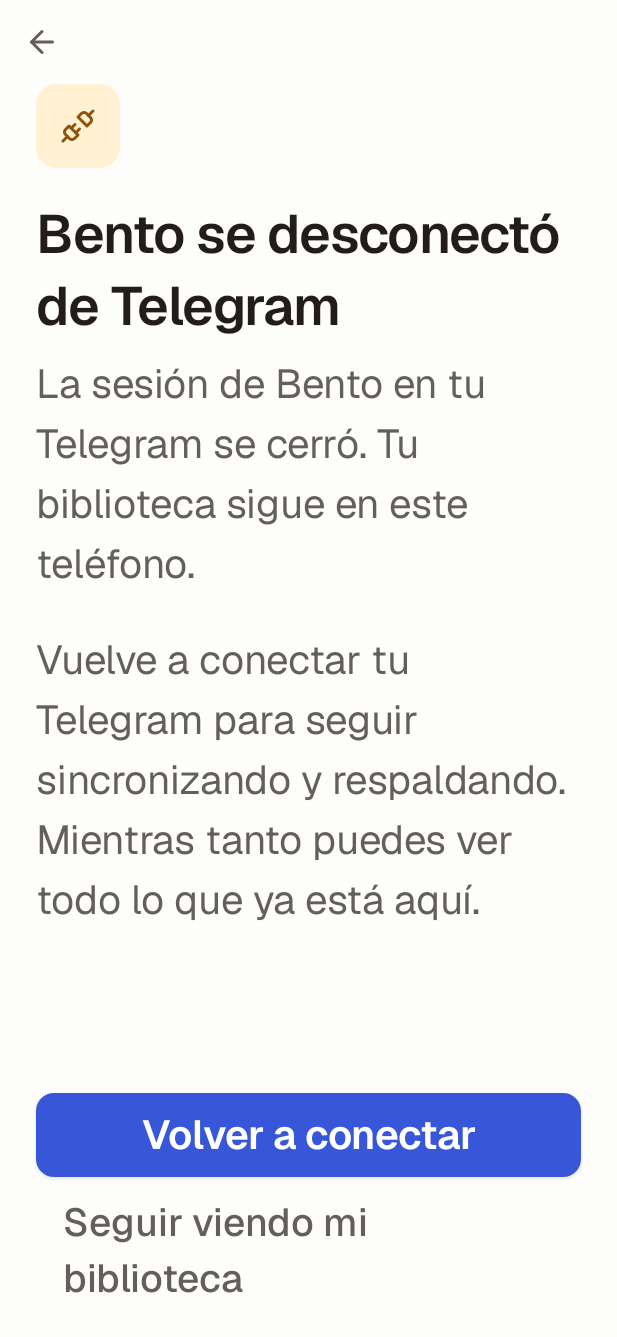 Bento se desconectó
de Telegram
La sesión de Bento en tu
Telegram se cerró. Tu
biblioteca sigue en este
teléfono.
Vuelve a conectar tu
Telegram para seguir
sincronizando y respaldando.
Mientras tanto puedes ver
todo lo que ya está aquí.
Volver a conectar
Seguir viendo mi
biblioteca